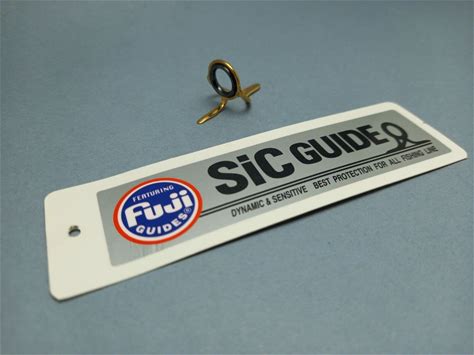 SiC GUIDE
DYNAMIC & SENSITIVE BEST PROTECTION FOR ALL FISHING LINE
FEATURING
Fuji
GUIDES®